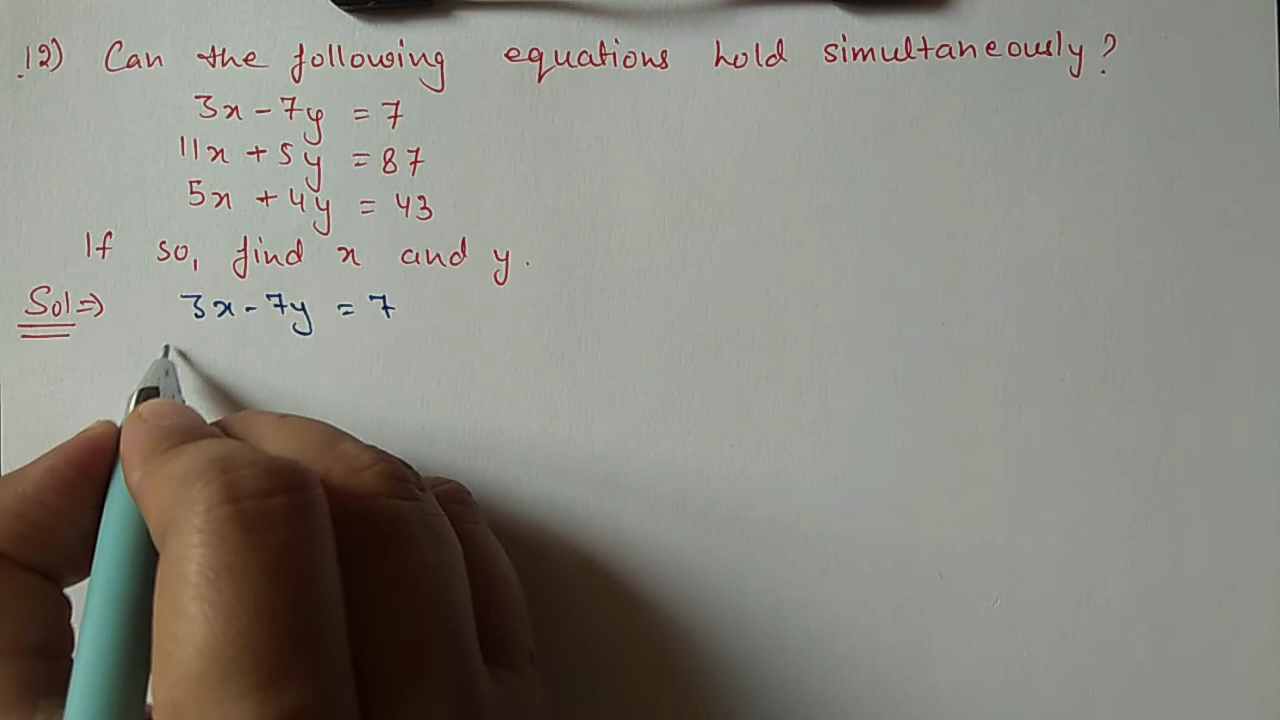 12) Can the following equations hold simultaneously?
3x - 7y = 7
11x + 5y = 87
5x + 4y = 43
If so, find x and y.
Sol⇒ 3x - 7y = 7